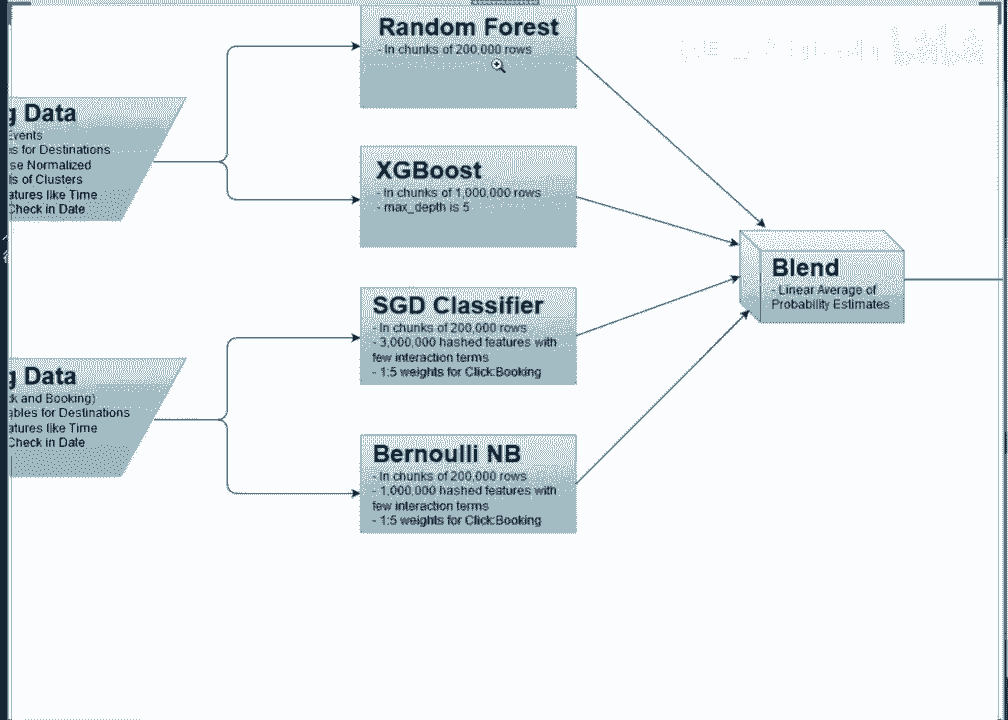 Random Forest
- In chunks of 200,000 rows
g Data
Events
s for Destinations
se Normalized
ls of Clusters
atures like Time
Check in Date
XGBoost
- In chunks of 1,000,000 rows
- max_depth is 5
Blend
- Linear Average of
Probability Estimates
SGD Classifier
- In chunks of 200,000 rows
- 3,000,000 hashed features with
few interaction terms
- 1:5 weights for Click:Booking
g Data
k and Booking)
ables for Destinations
atures like Time
Check in Date
Bernoulli NB
- In chunks of 200,000 rows
- 1,000,000 hashed features with
few interaction terms
- 1:5 weights for Click:Booking